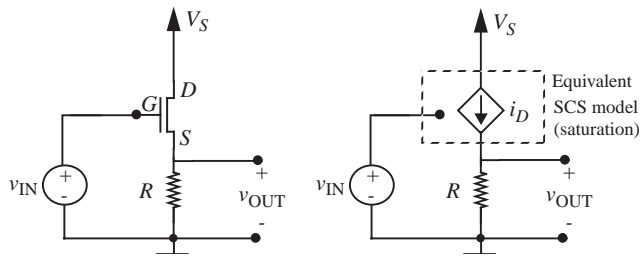 V_S
G
D
S
v_IN
+
-
R
+
v_OUT
-
V_S
Equivalent
SCS model
(saturation)
i_D
v_IN
+
-
R
+
v_OUT
-